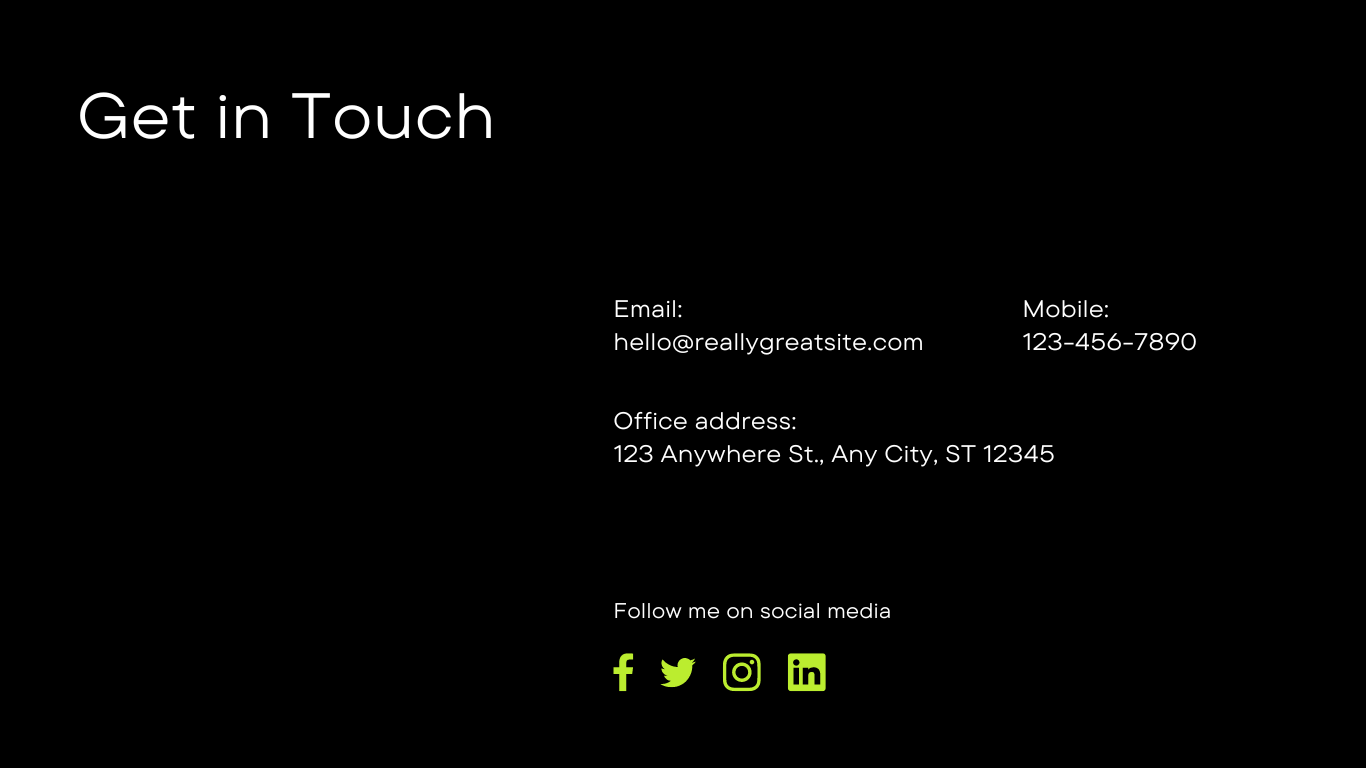 Get in Touch
Email:
hello@reallygreatsite.com
Mobile:
123-456-7890
Office address:
123 Anywhere St., Any City, ST 12345
Follow me on social media